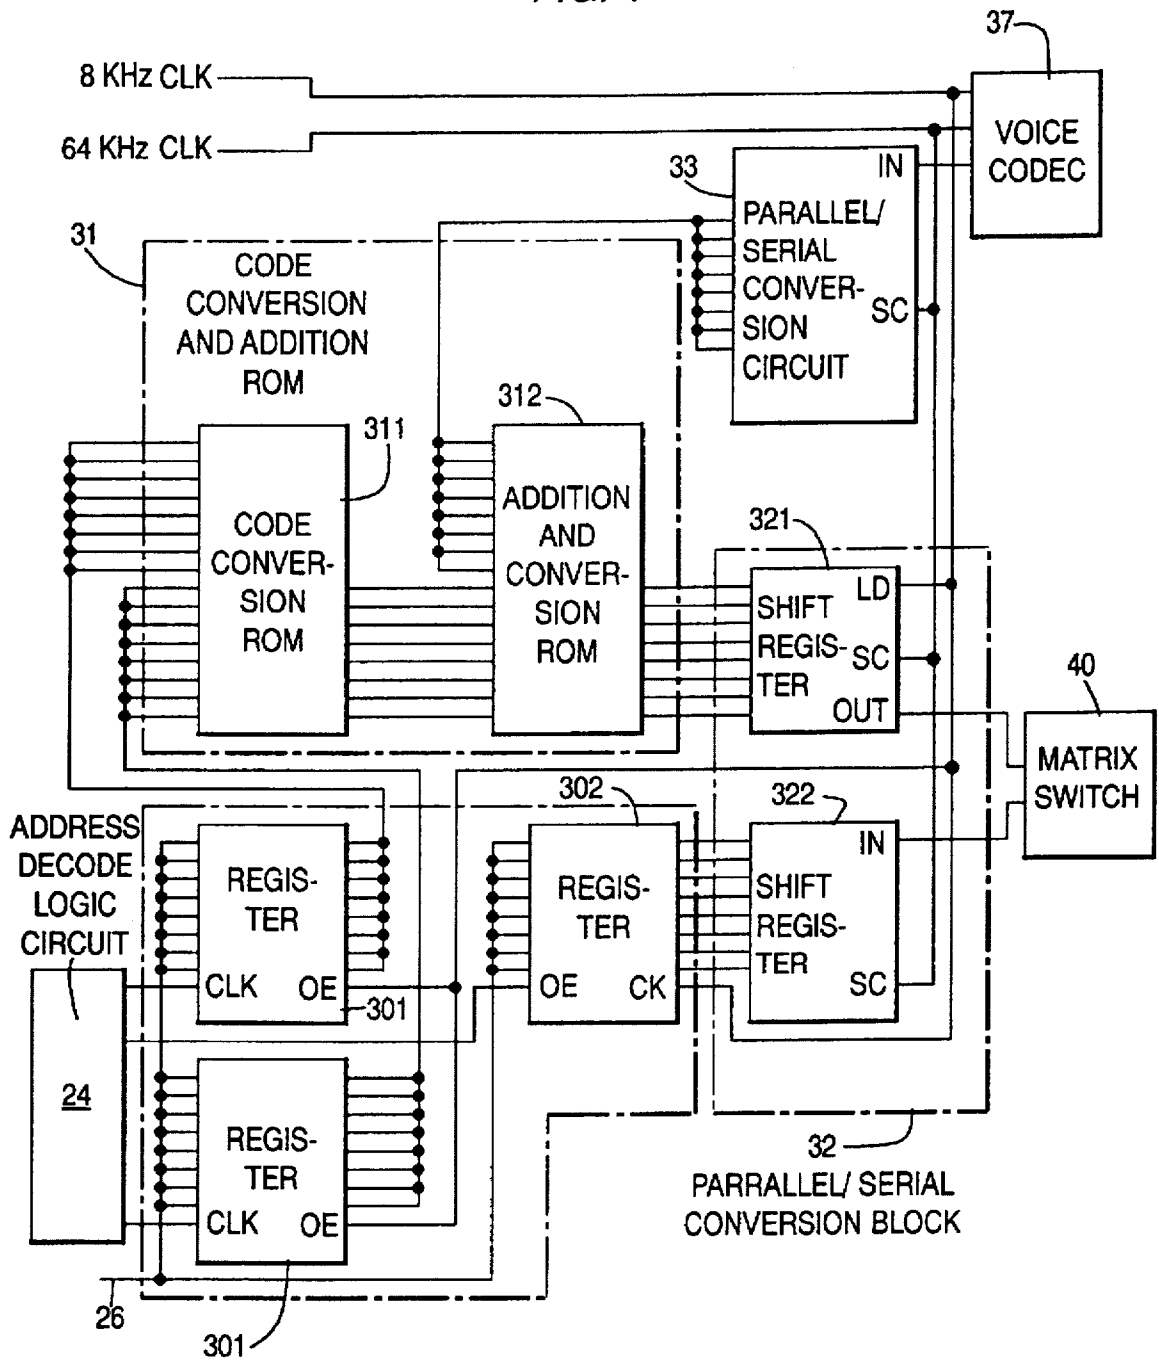 37
8 KHz CLK
64 KHz CLK
VOICE
CODEC
33
IN
PARALLEL/
SERIAL
CONVER-
SION
CIRCUIT
SC
31
CODE
CONVERSION
AND ADDITION
ROM
312
311
CODE
CONVER-
SION
ROM
ADDITION
AND
CONVER-
SION
ROM
321
LD
SHIFT
REGIS-
TER
SC
OUT
40
MATRIX
SWITCH
302
322
ADDRESS
DECODE
LOGIC
CIRCUIT
REGIS-
TER
CLK
OE
301
REGIS-
TER
OE
CK
IN
SHIFT
REGIS-
TER
SC
24
REGIS-
TER
CLK
OE
32
PARRALLEL/ SERIAL
CONVERSION BLOCK
26
301